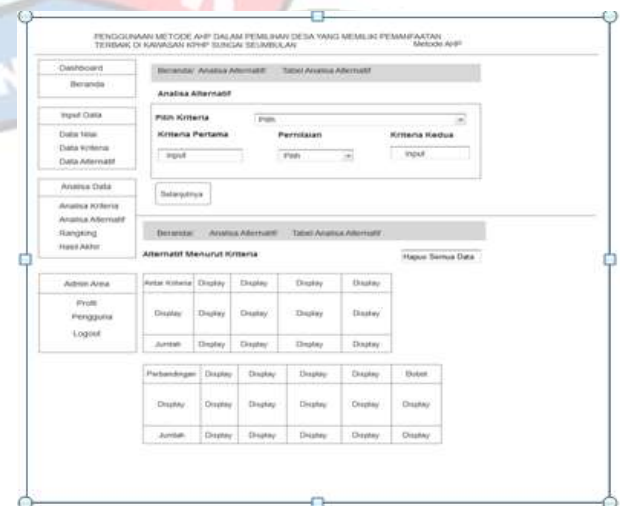 PENGGUNAAN METODE AHP DALAM PEMILIHAN DESA YANG MEMILIKI PEMANFAATAN
TERBAIK DI KAWASAN KPHP SUNGAI SEUMBULAN
Metode AHP
Dashboard
Beranda
Input Data
Data Nilai
Data Kriteria
Data Alternatif
Analisa Data
Analisa Kriteria
Analisa Alternatif
Rangking
Hasil Akhir
Admin Area
Profil
Pengguna
Logout
Beranda/ Analisa Alternatif/ Tabel Analisa Alternatif
Analisa Alternatif
Pilih Kriteria Pilih
Kriteria Pertama Pernilaian Kriteria Kedua
Input Pilih Input
Selanjutnya
Beranda/ Analisa Alternatif/ Tabel Analisa Alternatif
Alternatif Menurut Kriteria Hapus Semua Data
Antar Kriteria Display Display Display Display
Display Display Display Display Display
Jumlah Display Display Display Display
Perbandingan Display Display Display Display Bobot
Display Display Display Display Display Display
Jumlah Display Display Display Display Display